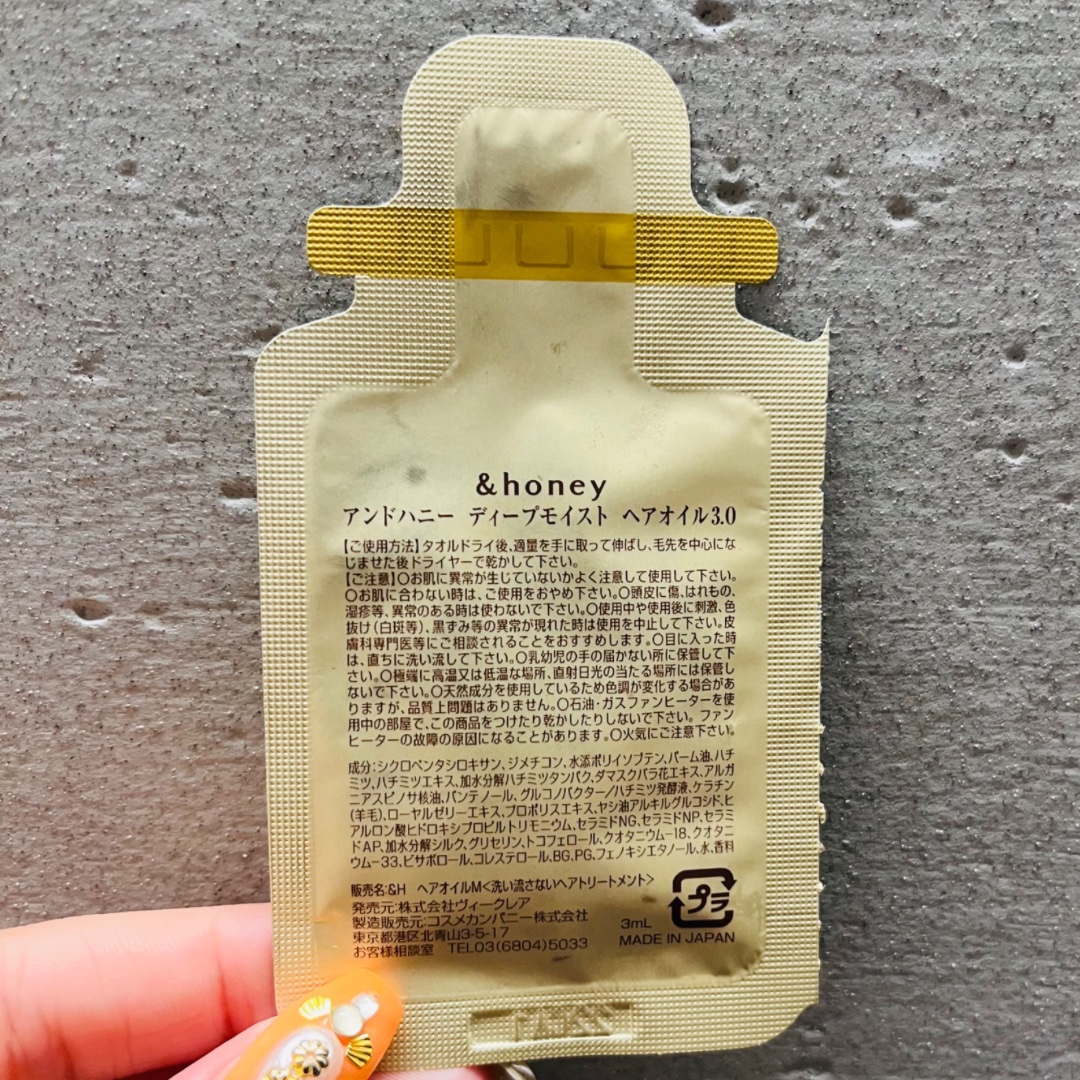 &honey
アンドハニー ディープモイスト ヘアオイル3.0
【ご使用方法】タオルドライ後、適量を手に取って伸ばし、毛先を中心にな
じませた後ドライヤーで乾かして下さい。
【ご注意】〇お肌に異常が生じていないかよく注意して使用して下さい。
〇お肌に合わない時は、ご使用をおやめ下さい。〇頭皮に傷、はれもの、
湿疹等、異常のある時は使わないで下さい。〇使用中や使用後に刺激、色
抜け(白斑等)、黒ずみ等の異常が現れた時は使用を中止して下さい。皮
膚科専門医等にご相談されることをおすすめします。〇目に入った時
は、直ちに洗い流して下さい。〇乳幼児の手の届かない所に保管して下
さい。〇極端に高温又は低温な場所、直射日光の当たる場所には保管し
ないで下さい。〇天然成分を使用しているため色調が変化する場合があ
りますが、品質上問題はありません。〇石油・ガスファンヒーターを使
用中の部屋で、この商品をつけたり乾かしたりしないで下さい。ファン
ヒーターの故障の原因になることがあります。〇火気にご注意下さい。
成分:シクロペンタシロキサン、ジメチコン、水添ポリイソブテン、パーム油、ハチ
ミツ、ハチミツエキス、加水分解ハチミツタンパク、ダマスクバラ花エキス、アルガ
ニアスピノサ核油、パンテノール、グルコノバクター/ハチミツ発酵液、ケラチン
(羊毛)、ローヤルゼリーエキス、プロポリスエキス、ヤシ油アルキルグルコシド、ヒ
アルロン酸ヒドロキシプロピルトリモニウム、セラミドNG、セラミドNP、セラミ
ドAP、加水分解シルク、グリセリン、トコフェロール、クオタニウム-18、クオタニ
ウム-33、ビサボロール、コレステロール、BG、PG、フェノキシエタノール、水、香料
販売名:&H ヘアオイルM<洗い流さないヘアトリートメント>
発売元:株式会社ヴィークレア
製造販売元:コスメカンパニー株式会社
東京都港区北青山3-5-17
お客様相談室 TEL03(6804)5033
プラ
3mL
MADE IN JAPAN